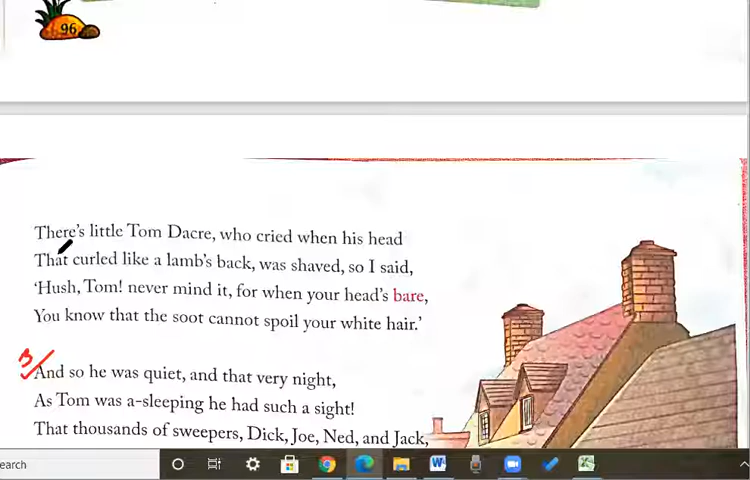 96
There's little Tom Dacre, who cried when his head
That curled like a lamb's back, was shaved, so I said,
'Hush, Tom! never mind it, for when your head's bare,
You know that the soot cannot spoil your white hair.'
3
And so he was quiet, and that very night,
As Tom was a-sleeping he had such a sight!
That thousands of sweepers, Dick, Joe, Ned, and Jack,
earch